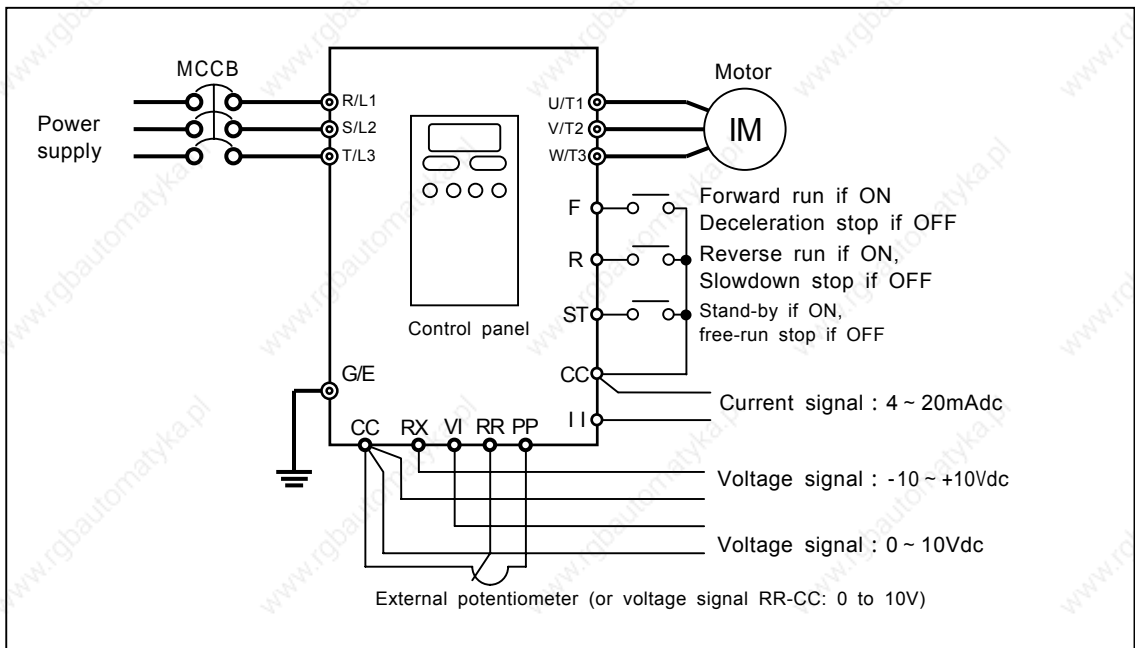 MCCB
Power
supply
R/L1
S/L2
T/L3
U/T1
V/T2
W/T3
Motor
IM
F
Forward run if ON
Deceleration stop if OFF
R
Reverse run if ON,
Slowdown stop if OFF
ST
Stand-by if ON,
free-run stop if OFF
Control panel
G/E
CC
Current signal : 4 ~ 20mAdc
I I
CC RX VI RR PP
Voltage signal : -10 ~ +10Vdc
Voltage signal : 0 ~ 10Vdc
External potentiometer (or voltage signal RR-CC: 0 to 10V)
www.rgbautomatyka.pl